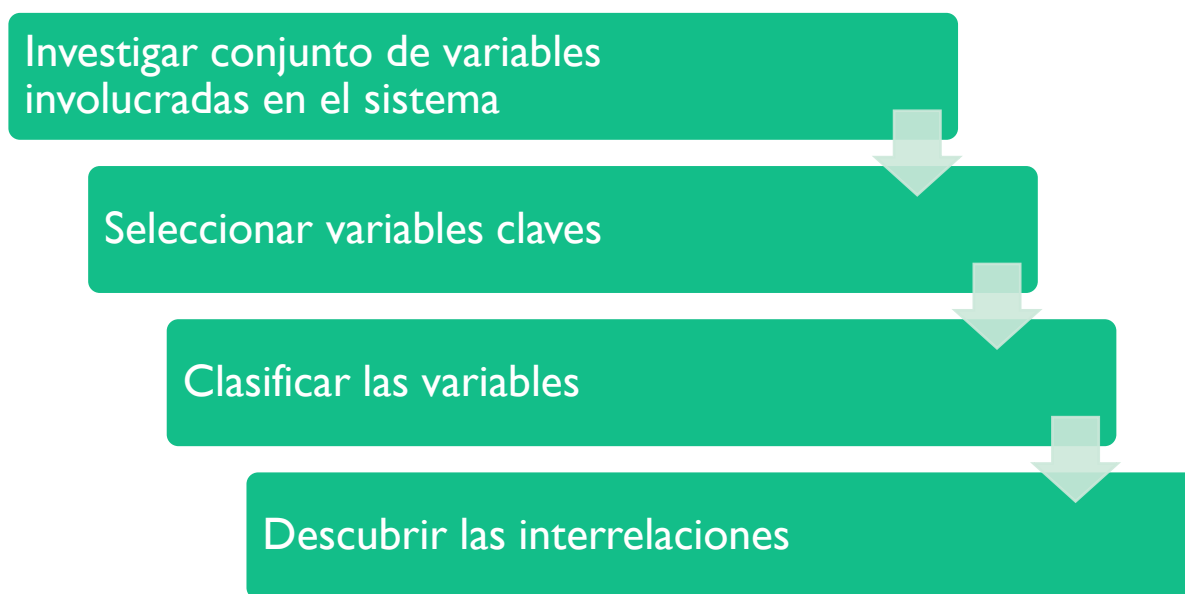 Investigar conjunto de variables
involucradas en el sistema
Seleccionar variables claves
Clasificar las variables
Descubrir las interrelaciones